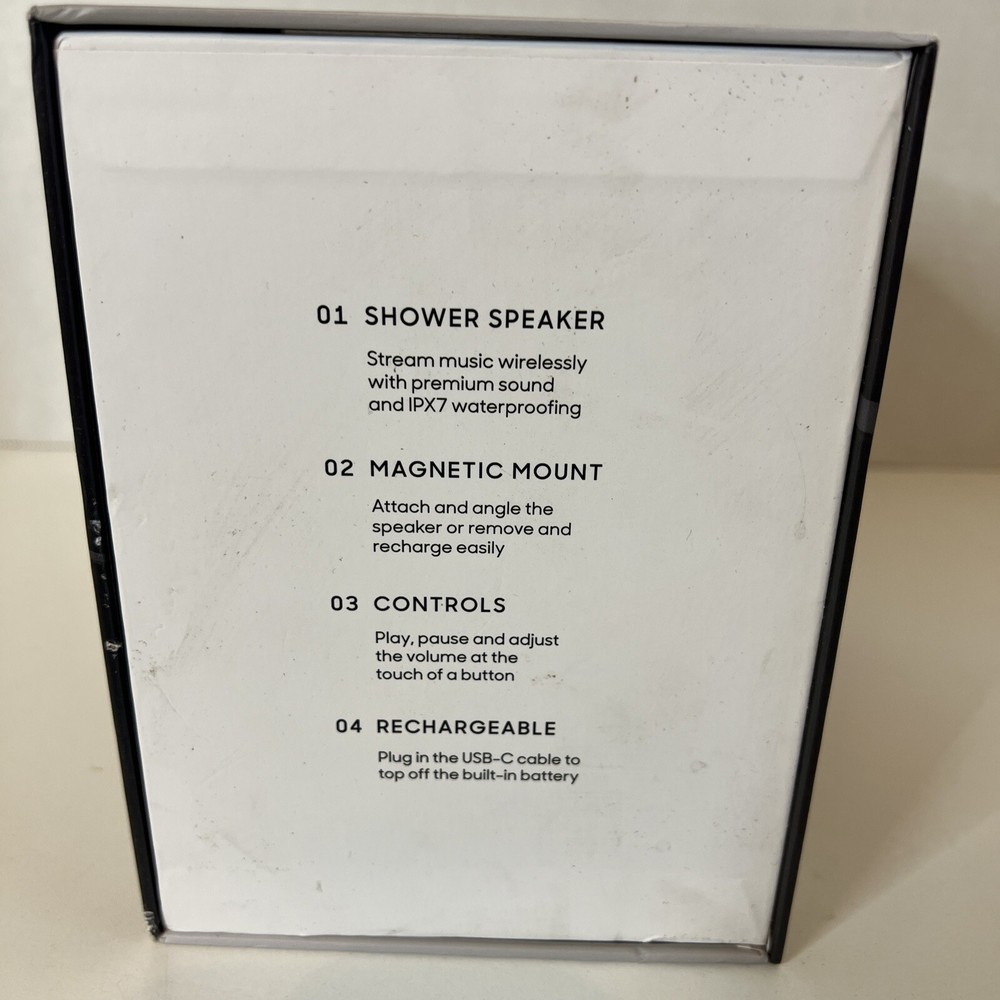 01 SHOWER SPEAKER
Stream music wirelessly
with premium sound
and IPX7 waterproofing
02 MAGNETIC MOUNT
Attach and angle the
speaker or remove and
recharge easily
03 CONTROLS
Play, pause and adjust
the volume at the
touch of a button
04 RECHARGEABLE
Plug in the USB-C cable to
top off the built-in battery